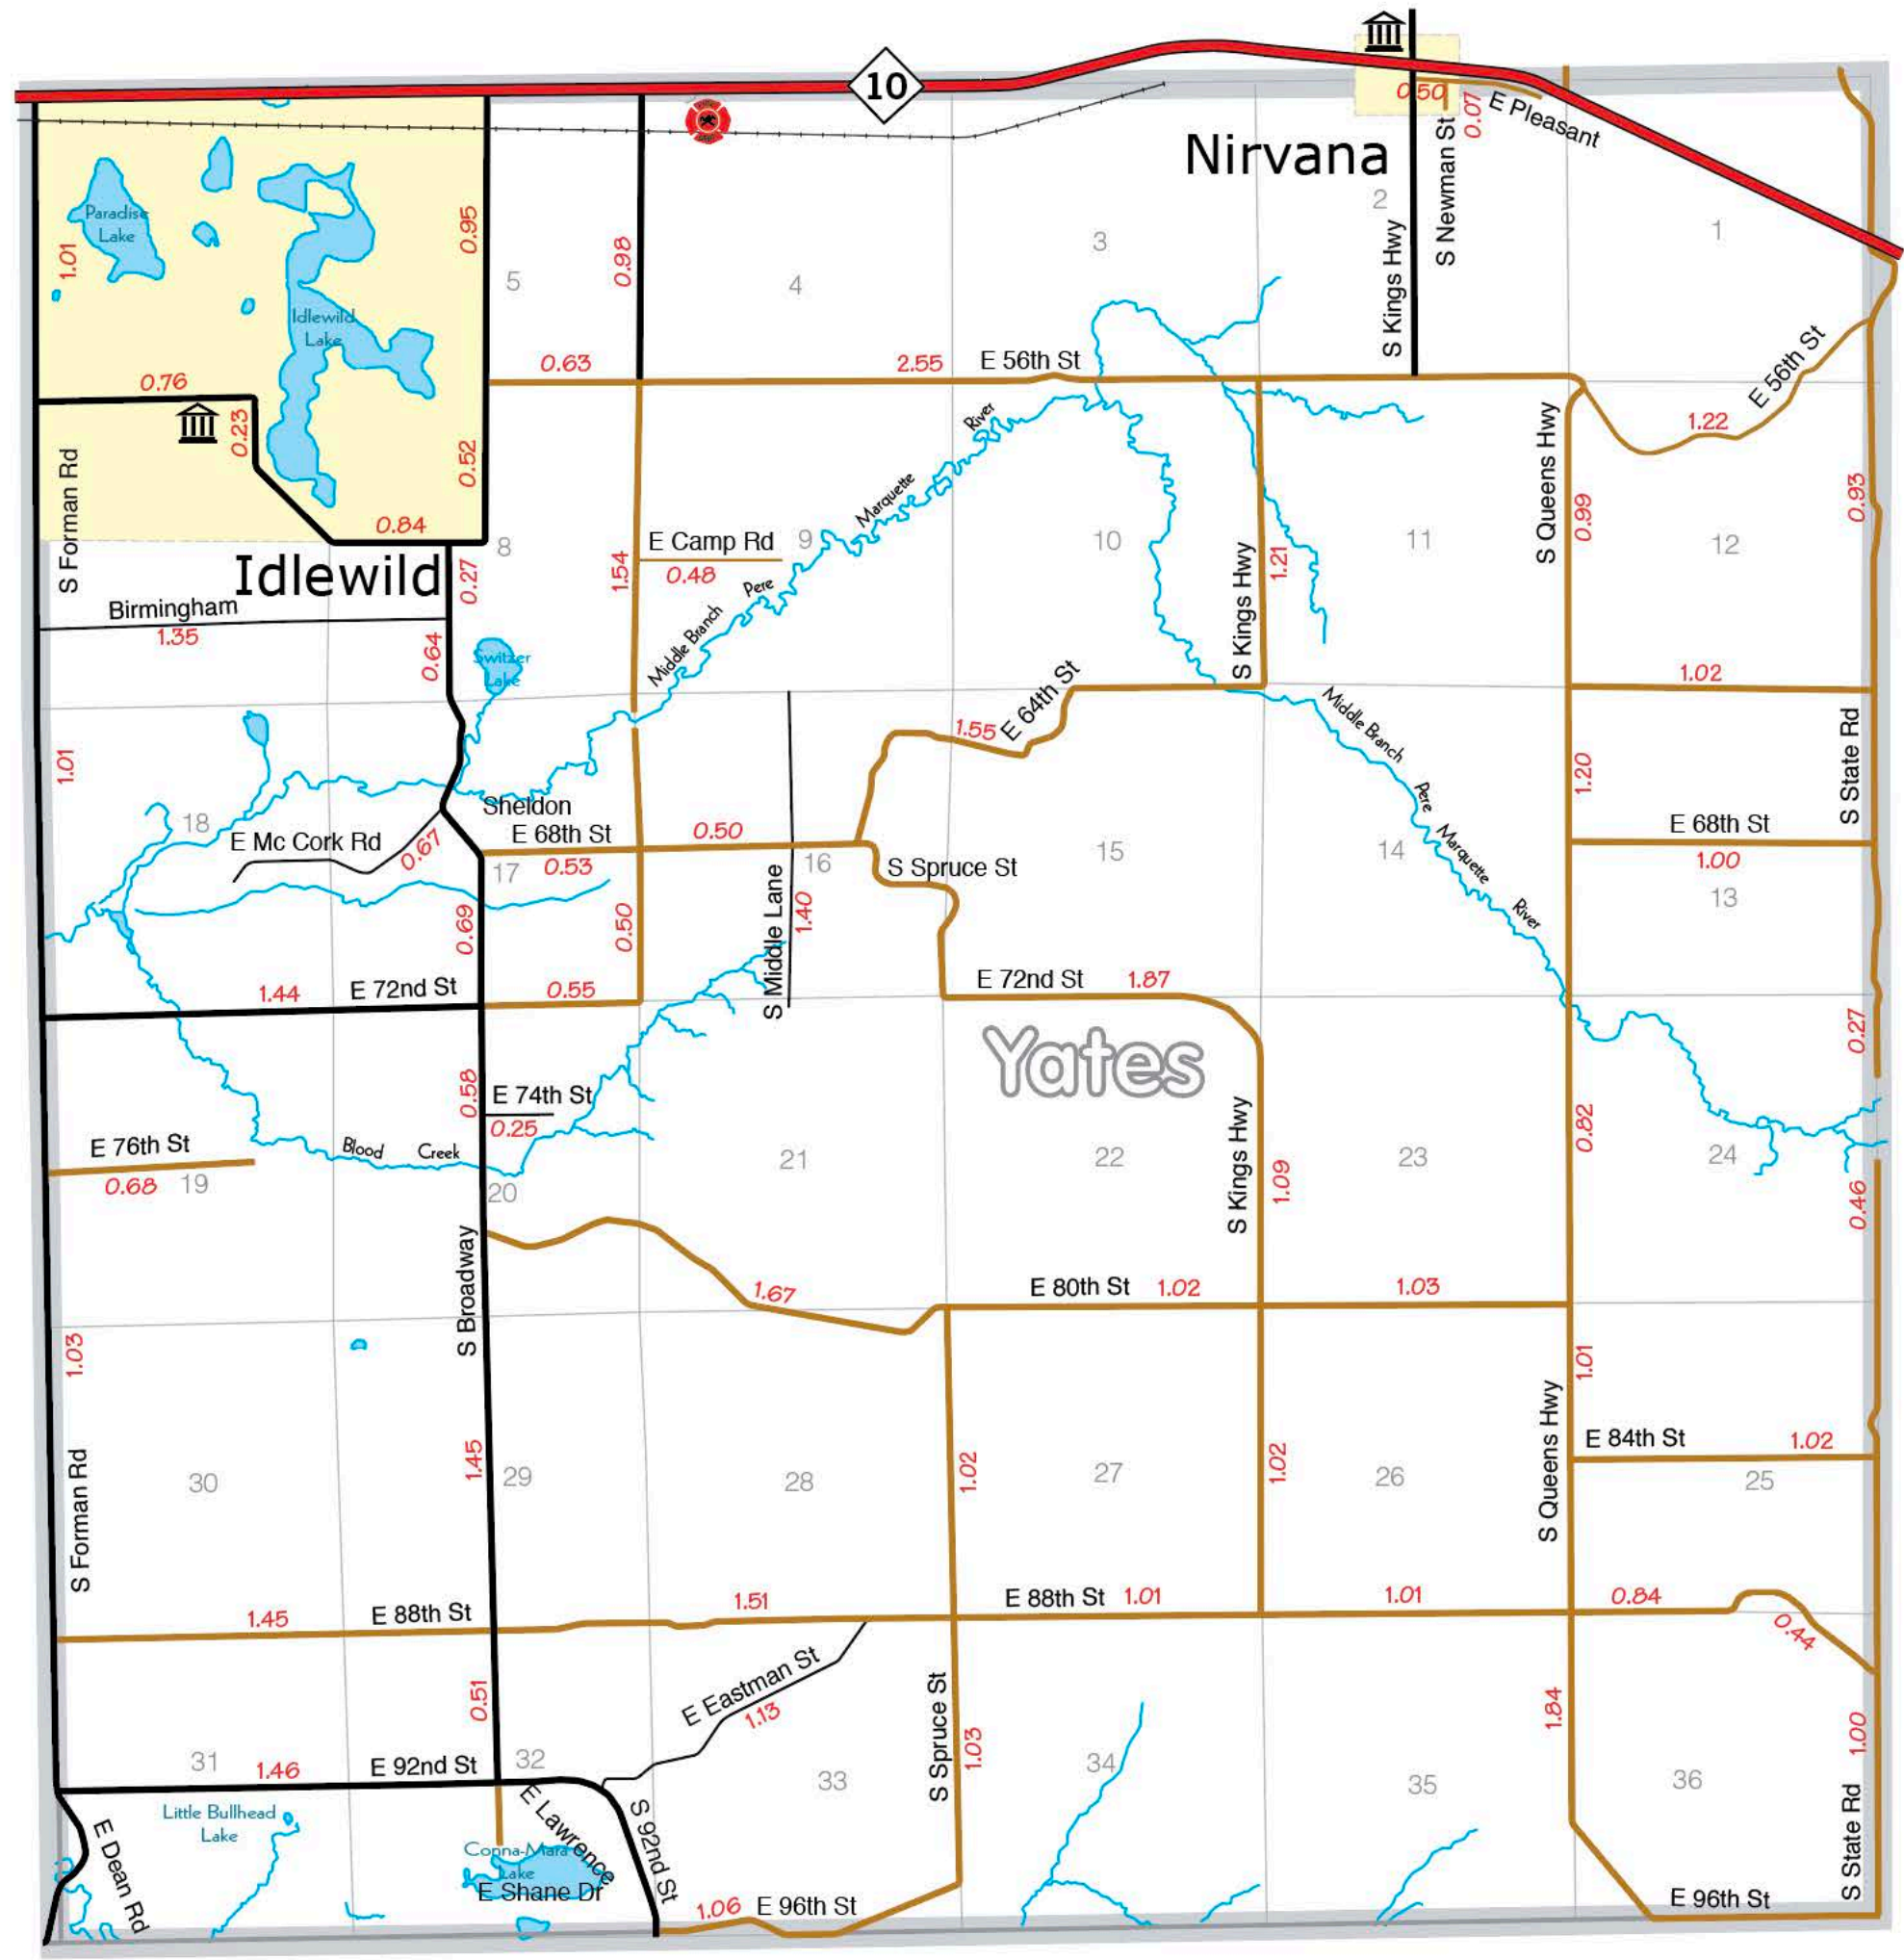 10
0.50
0.07
E Pleasant
Nirvana
S Newman St
2
1
Paradise
Lake
1.01
0.95
0.98
5
4
3
S Kings Hwy
Idlewild
Lake
0.76
0.63
2.55
E 56th St
E 56th St
1.22
0.23
0.52
River
S Queens Hwy
0.99
0.93
S Forman Rd
0.84
8
E Camp Rd
0.48
9
Marquette
10
11
12
Idlewild
0.27
1.54
Pere
S Kings Hwy
1.21
Birmingham
1.35
0.64
Switzer
Lake
Middle Branch
1.55
E 64th St
Middle Branch
1.02
1.01
1.20
S State Rd
18
Sheldon
E 68th St
0.50
Pere
E 68th St
E Mc Cork Rd
0.67
17
0.53
16
S Spruce St
15
14
Marquette
1.00
13
0.69
0.50
S Middle Lane
1.40
River
1.44
E 72nd St
0.55
E 72nd St
1.87
Yates
0.27
0.58
E 74th St
0.25
0.82
E 76th St
0.68
19
Blood
Creek
20
21
22
S Kings Hwy
1.09
23
24
0.46
S Broadway
1.67
E 80th St
1.02
1.03
1.03
1.01
S Forman Rd
30
1.45
29
28
1.02
27
1.02
26
S Queens Hwy
E 84th St
1.02
25
1.45
E 88th St
1.51
E 88th St
1.01
1.01
0.84
0.44
0.51
E Eastman St
1.13
S Spruce St
1.03
1.84
1.00
31
1.46
E 92nd St
32
33
34
35
36
Little Bullhead
Lake
E Dean Rd
E Lawrence
S 92nd St
Conna-Mara
Lake
E Shane Dr
1.06
E 96th St
E 96th St
S State Rd